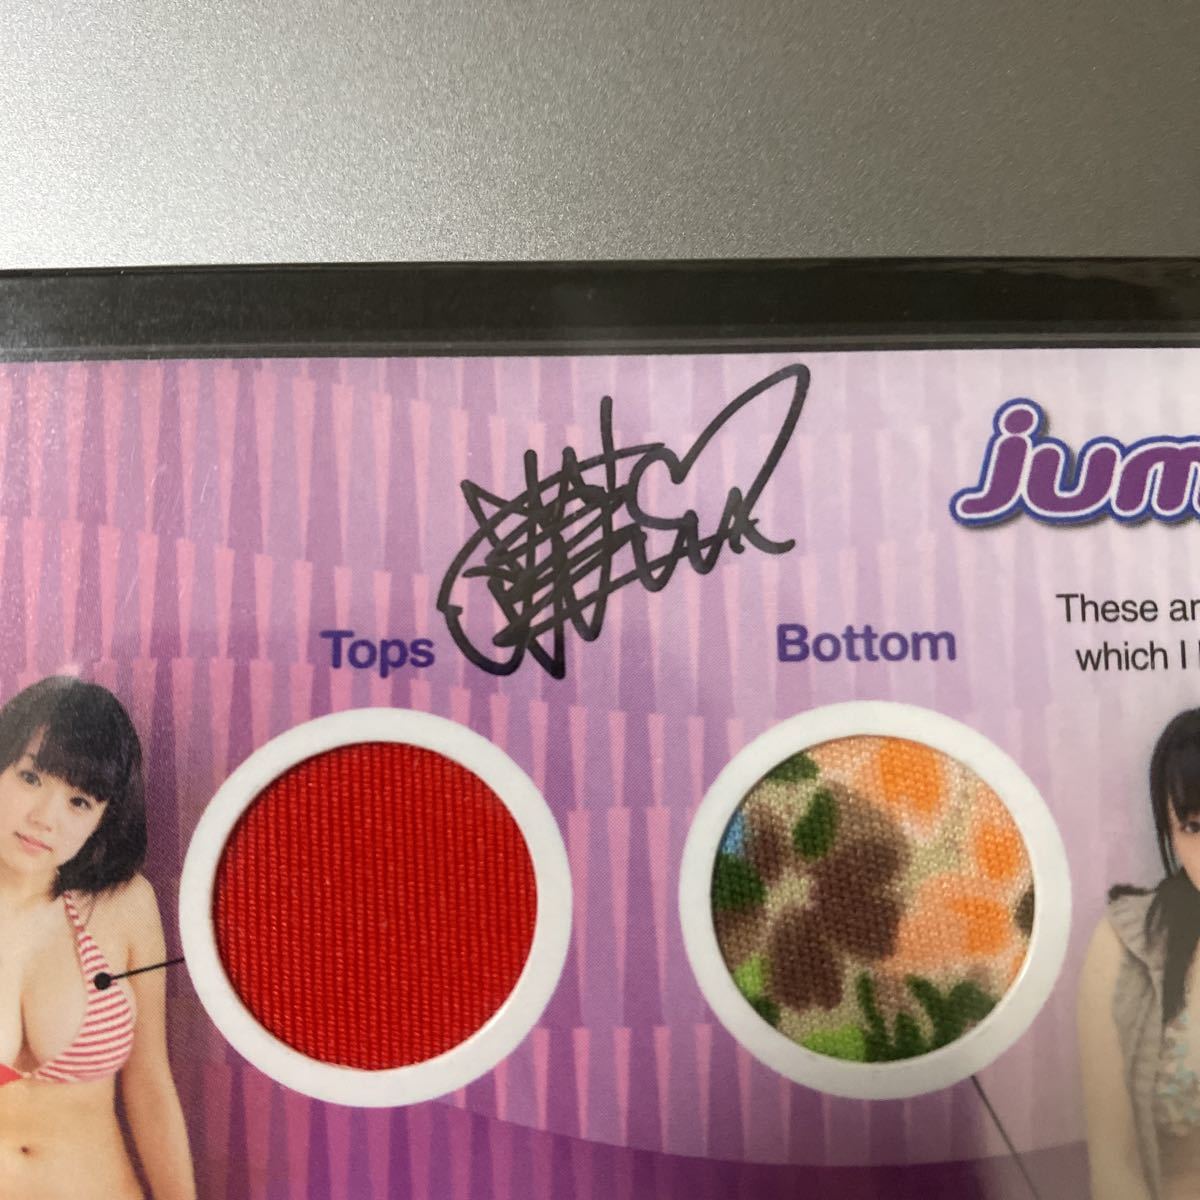 jum
These ar
which I
Tops
Bottom